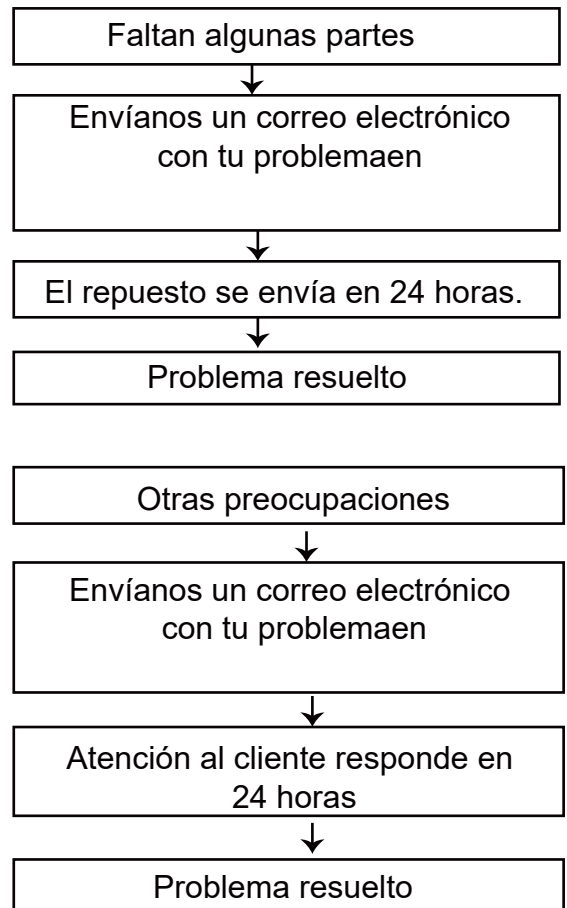 Faltan algunas partes
Envíanos un correo electrónico
con tu problemaen
El repuesto se envía en 24 horas.
Problema resuelto
Otras preocupaciones
Envíanos un correo electrónico
con tu problemaen
Atención al cliente responde en
24 horas
Problema resuelto